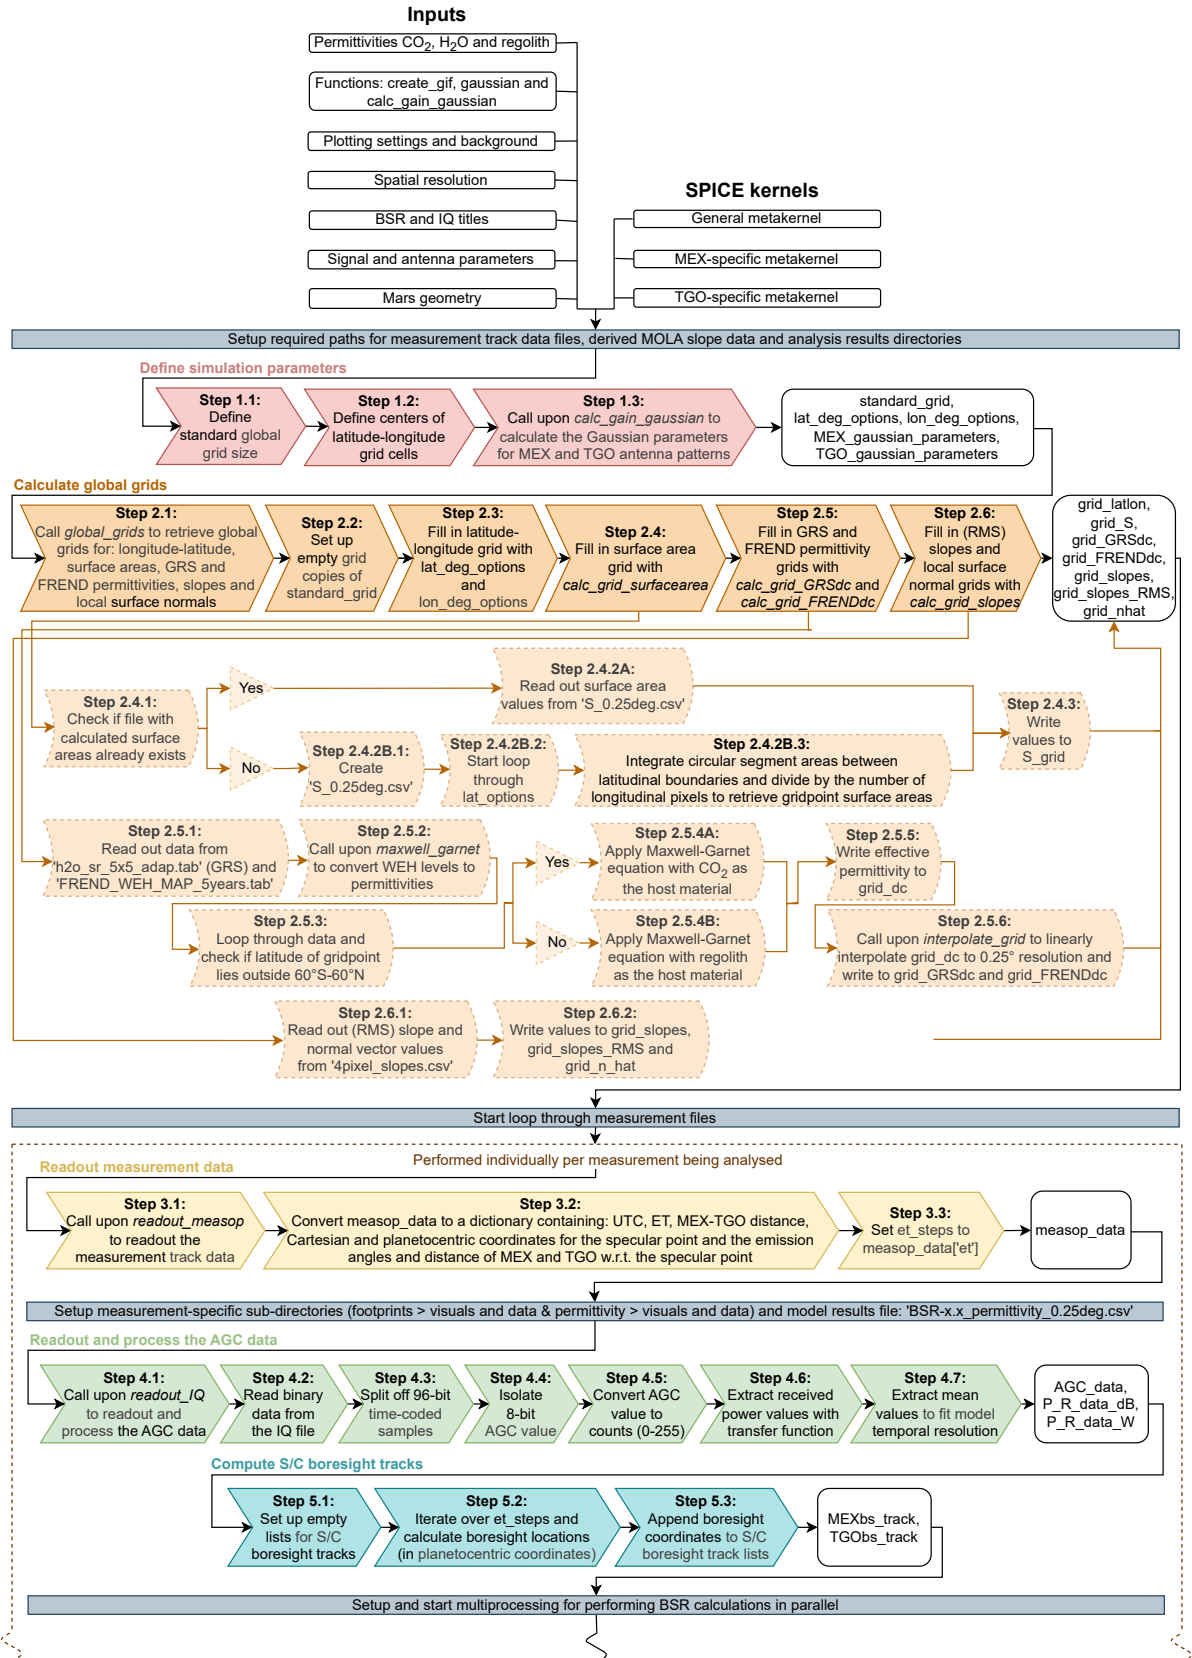 Inputs
Permittivities CO2, H2O and regolith
Functions: create_gif, gaussian and
calc_gain_gaussian
Plotting settings and background
Spatial resolution
BSR and IQ titles
Signal and antenna parameters
Mars geometry
SPICE kernels
General metakernel
MEX-specific metakernel
TGO-specific metakernel
Setup required paths for measurement track data files, derived MOLA slope data and analysis results directories
Define simulation parameters
Step 1.1:
Define
standard global
grid size
Step 1.2:
Define centers of
latitude-longitude
grid cells
Step 1.3:
Call upon calc_gain_gaussian to
calculate the Gaussian parameters
for MEX and TGO antenna patterns
standard_grid,
lat_deg_options, lon_deg_options,
MEX_gaussian_parameters,
TGO_gaussian_parameters
Calculate global grids
Step 2.1:
Call global_grids to retrieve global
grids for: longitude-latitude,
surface areas, GRS and
FREND permittivities, slopes and
local surface normals
Step 2.2:
Set up
empty grid
copies of
standard_grid
Step 2.3:
Fill in latitude-
longitude grid with
lat_deg_options
and
lon_deg_options
Step 2.4:
Fill in surface area
grid with
calc_grid_surfacearea
Step 2.5:
Fill in GRS and
FREND permittivity
grids with
calc_grid_GRSdc and
calc_grid_FRENDdc
Step 2.6:
Fill in (RMS)
slopes and
local surface
normal grids with
calc_grid_slopes
grid_latlon,
grid_S,
grid_GRSdc,
grid_FRENDdc,
grid_slopes,
grid_slopes_RMS,
grid_nhat
Step 2.4.1:
Check if file with
calculated surface
areas already exists
Yes
No
Step 2.4.2A:
Read out surface area
values from 'S_0.25deg.csv'
Step 2.4.2B.1:
Create
'S_0.25deg.csv'
Step 2.4.2B.2:
Start loop
through
lat_options
Step 2.4.2B.3:
Integrate circular segment areas between
latitudinal boundaries and divide by the number of
longitudinal pixels to retrieve gridpoint surface areas
Step 2.4.3:
Write
values to
S_grid
Step 2.5.1:
Read out data from
'h2o_sr_5x5_adap.tab' (GRS) and
'FREND_WEH_MAP_5years.tab'
Step 2.5.2:
Call upon maxwell_garnet
to convert WEH levels to
permittivities
Step 2.5.3:
Loop through data and
check if latitude of gridpoint
lies outside 60°S-60°N
Yes
No
Step 2.5.4A:
Apply Maxwell-Garnet
equation with CO2 as
the host material
Step 2.5.4B:
Apply Maxwell-Garnet
equation with regolith
as the host material
Step 2.5.5:
Write effective
permittivity to
grid_dc
Step 2.5.6:
Call upon interpolate_grid to linearly
interpolate grid_dc to 0.25° resolution and
write to grid_GRSdc and grid_FRENDdc
Step 2.6.1:
Read out (RMS) slope and
normal vector values
from '4pixel_slopes.csv'
Step 2.6.2:
Write values to grid_slopes,
grid_slopes_RMS and
grid_n_hat
Start loop through measurement files
Performed individually per measurement being analysed
Readout measurement data
Step 3.1:
Call upon readout_measop
to readout the
measurement track data
Step 3.2:
Convert measop_data to a dictionary containing: UTC, ET, MEX-TGO distance,
Cartesian and planetocentric coordinates for the specular point and the emission
angles and distance of MEX and TGO w.r.t. the specular point
Step 3.3:
Set et_steps to
measop_data['et']
measop_data
Setup measurement-specific sub-directories (footprints > visuals and data & permittivity > visuals and data) and model results file: 'BSR-x.x_permittivity_0.25deg.csv'
Readout and process the AGC data
Step 4.1:
Call upon readout_IQ
to readout and
process the AGC data
Step 4.2:
Read binary
data from
the IQ file
Step 4.3:
Split off 96-bit
time-coded
samples
Step 4.4:
Isolate
8-bit
AGC value
Step 4.5:
Convert AGC
value to
counts (0-255)
Step 4.6:
Extract received
power values with
transfer function
Step 4.7:
Extract mean
values to fit model
temporal resolution
AGC_data,
P_R_data_dB,
P_R_data_W
Compute S/C boresight tracks
Step 5.1:
Set up empty
lists for S/C
boresight tracks
Step 5.2:
Iterate over et_steps and
calculate boresight locations
(in planetocentric coordinates)
Step 5.3:
Append boresight
coordinates to S/C
boresight track lists
MEXbs_track,
TGObs_track
Setup and start multiprocessing for performing BSR calculations in parallel